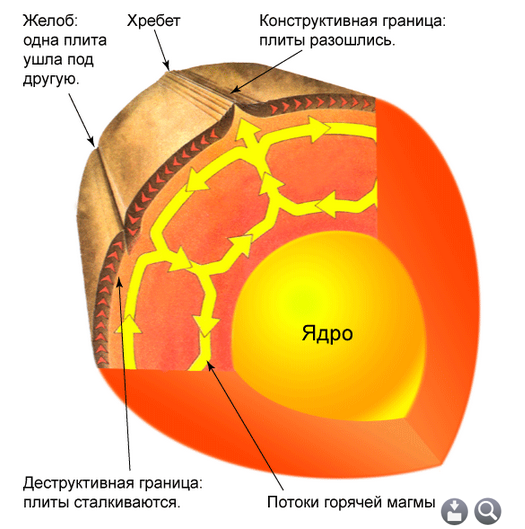 Желоб:
одна плита
ушла под
другую.
Хребет
Конструктивная граница:
плиты разошлись.
Ядро
Деструктивная граница:
плиты сталкиваются.
Потоки горячей магмы